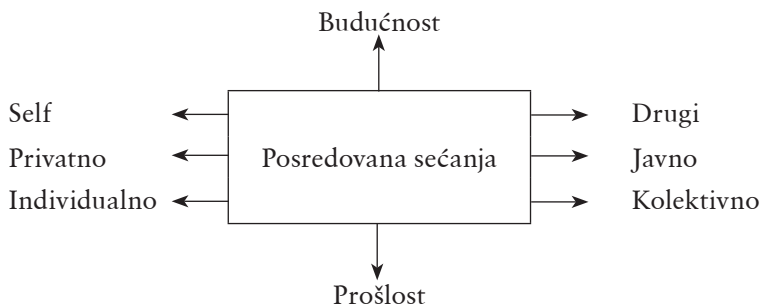 Budućnost
Self
Drugi
Privatno
Posredovana sećanja
Javno
Individualno
Kolektivno
Prošlost